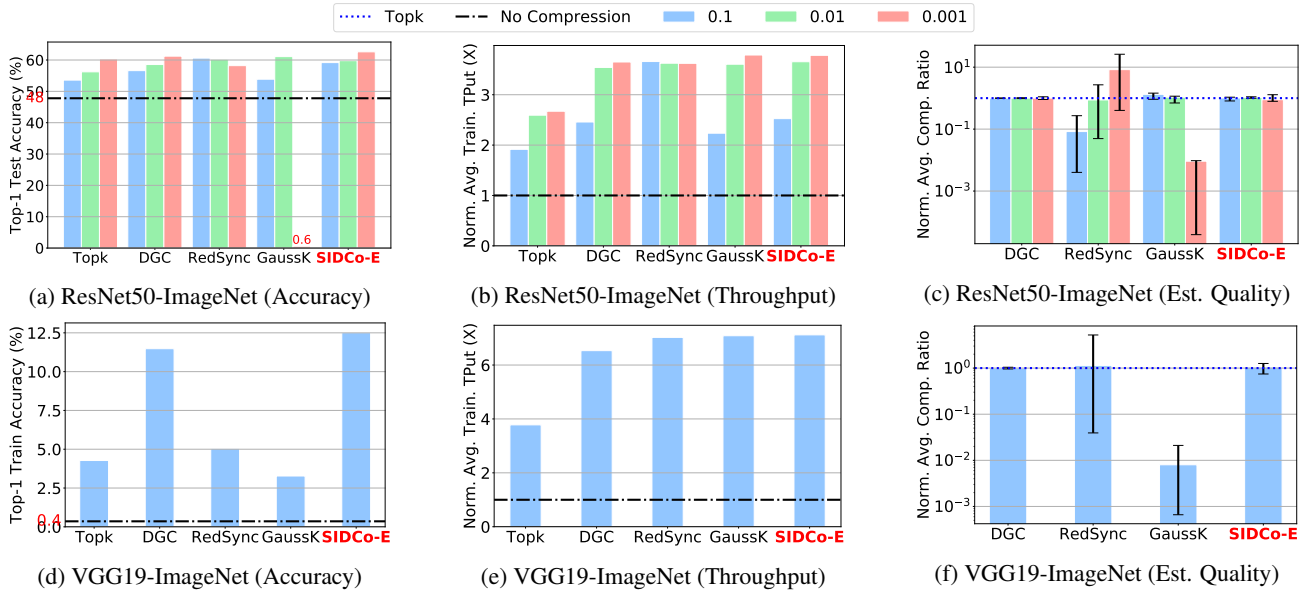 Topk No Compression 0.1 0.01 0.001
Top-1 Test Accuracy (%)
60
50
48
40
30
20
10
0
0.6
Topk DGC RedSync GaussK SIDCo-E
(a) ResNet50-ImageNet (Accuracy)
Norm. Avg. Train. TPut (X)
3
2
1
0
Topk DGC RedSync GaussK SIDCo-E
(b) ResNet50-ImageNet (Throughput)
Norm. Avg. Comp. Ratio
10¹
10⁻¹
10⁻³
DGC RedSync GaussK SIDCo-E
(c) ResNet50-ImageNet (Est. Quality)
Top-1 Train Accuracy (%)
12.5
10.0
7.5
5.0
2.5
0.4
0.0
Topk DGC RedSync GaussK SIDCo-E
(d) VGG19-ImageNet (Accuracy)
Norm. Avg. Train. TPut (X)
6
4
2
0
Topk DGC RedSync GaussK SIDCo-E
(e) VGG19-ImageNet (Throughput)
Norm. Avg. Comp. Ratio
10⁰
10⁻¹
10⁻²
10⁻³
DGC RedSync GaussK SIDCo-E
(f) VGG19-ImageNet (Est. Quality)